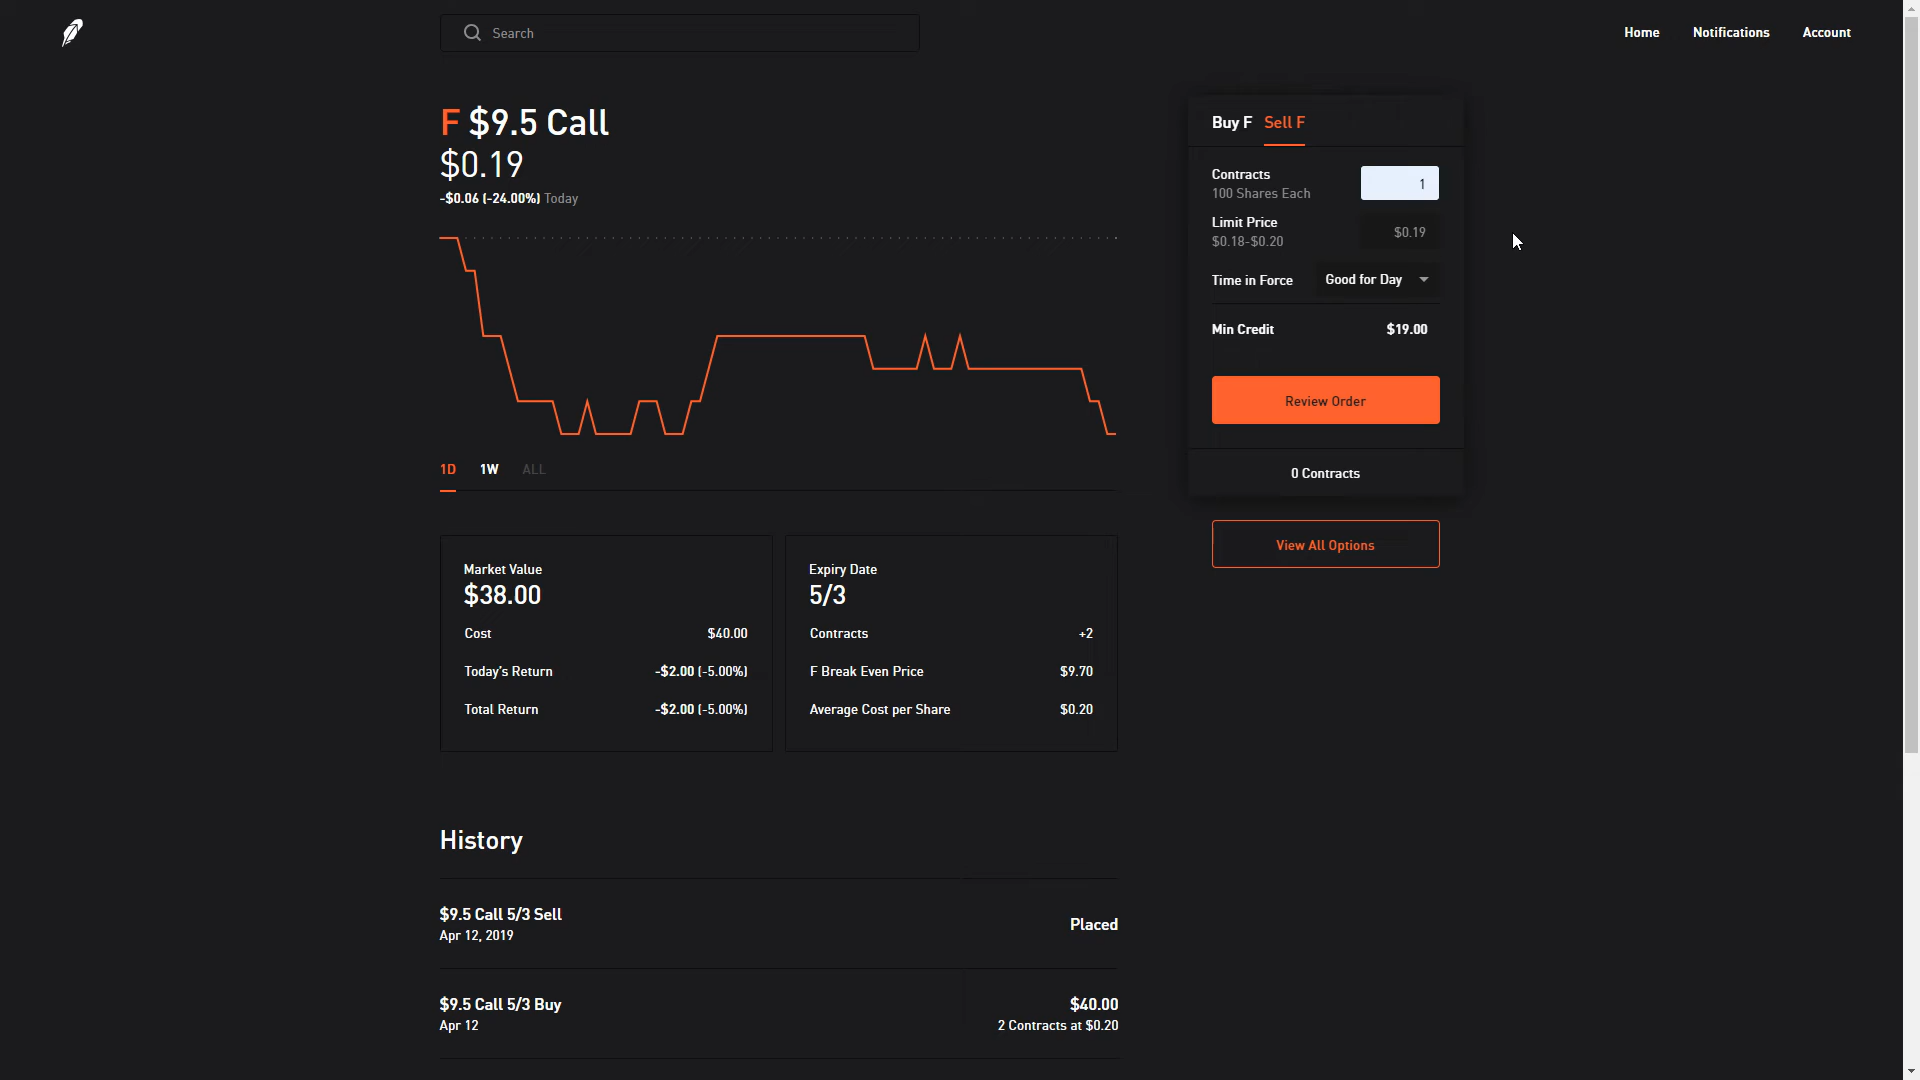 Search
Home
Notifications
Account
F $9.5 Call
$0.19
-$0.06 (-24.00%) Today
1D
1W
ALL
Buy F
Sell F
Contracts
1
100 Shares Each
Limit Price
$0.19
$0.18-$0.20
Time in Force
Good for Day
Min Credit
$19.00
Review Order
0 Contracts
View All Options
Market Value
$38.00
Cost
$40.00
Today's Return
-$2.00 (-5.00%)
Total Return
-$2.00 (-5.00%)
Expiry Date
5/3
Contracts
+2
F Break Even Price
$9.70
Average Cost per Share
$0.20
History
$9.5 Call 5/3 Sell
Apr 12, 2019
Placed
$9.5 Call 5/3 Buy
Apr 12
$40.00
2 Contracts at $0.20